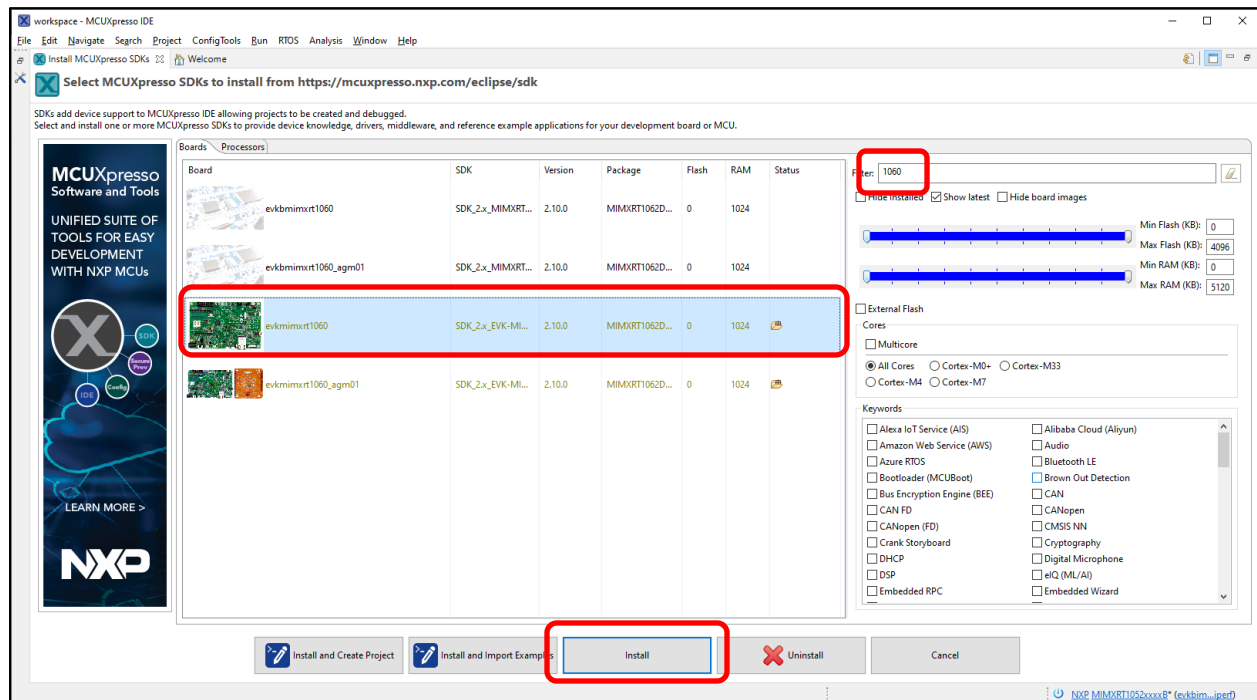 workspace - MCUXpresso IDE
File Edit Navigate Search Project ConfigTools Run RTOS Analysis Window Help
Install MCUXpresso SDKs Welcome
Select MCUXpresso SDKs to install from https://mcuxpresso.nxp.com/eclipse/sdk
SDKs add device support to MCUXpresso IDE allowing projects to be created and debugged.
Select and install one or more MCUXpresso SDKs to provide device knowledge, drivers, middleware, and reference example applications for your development board or MCU.
MCUXpresso
Software and Tools
UNIFIED SUITE OF
TOOLS FOR EASY
DEVELOPMENT
WITH NXP MCUs
X
SDK
Secure
Prov
Config
IDE
LEARN MORE >
NXP
Boards Processors
Board SDK Version Package Flash RAM Status
evkbmimxrt1060 SDK_2.x_MIMXRT... 2.10.0 MIMXRT1062D... 0 1024
evkbmimxrt1060_agm01 SDK_2.x_MIMXRT... 2.10.0 MIMXRT1062D... 0 1024
evkmimxrt1060 SDK_2.x_EVK-MI... 2.10.0 MIMXRT1062D... 0 1024
evkmimxrt1060_agm01 SDK_2.x_EVK-MI... 2.10.0 MIMXRT1062D... 0 1024
Filter: 1060
Hide installed Show latest Hide board images
Min Flash (KB): 0
Max Flash (KB): 4096
Min RAM (KB): 0
Max RAM (KB): 5120
External Flash
Cores
Multicore
All Cores Cortex-M0+ Cortex-M33
Cortex-M4 Cortex-M7
Keywords
Alexa IoT Service (AIS) Alibaba Cloud (Aliyun)
Amazon Web Service (AWS) Audio
Azure RTOS Bluetooth LE
Bootloader (MCUBoot) Brown Out Detection
Bus Encryption Engine (BEE) CAN
CAN FD CANopen
CANopen (FD) CMSIS NN
Crank Storyboard Cryptography
DHCP Digital Microphone
DSP eIQ (ML/AI)
Embedded RPC Embedded Wizard
Install and Create Project Install and Import Examples Install Uninstall Cancel
NXP MIMXRT1052xxxxB* (evkbim...iperf)